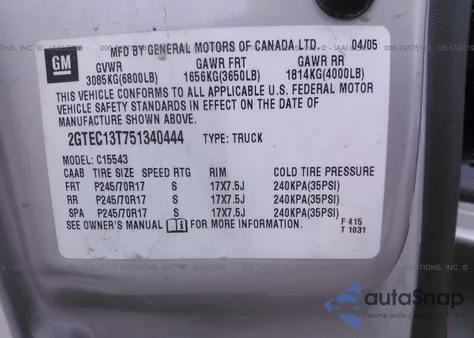 GM
MFD BY GENERAL MOTORS OF CANADA LTD. 04/05
GVWR GAWR FRT GAWR RR
3085KG(6800LB) 1656KG(3650LB) 1814KG(4000LB)
THIS VEHICLE CONFORMS TO ALL APPLICABLE U.S. FEDERAL MOTOR
VEHICLE SAFETY STANDARDS IN EFFECT ON THE DATE OF
MANUFACTURE SHOWN ABOVE.
2GTEC13T751340444 TYPE: TRUCK
MODEL: C15543
CAAB TIRE SIZE SPEED RTG RIM COLD TIRE PRESSURE
FRT P245/70R17 S 17X7.5J 240KPA(35PSI)
RR P245/70R17 S 17X7.5J 240KPA(35PSI)
SPA P245/70R17 S 17X7.5J 240KPA(35PSI)
SEE OWNER'S MANUAL FOR MORE INFORMATION F 415
T 1031
autoSnap